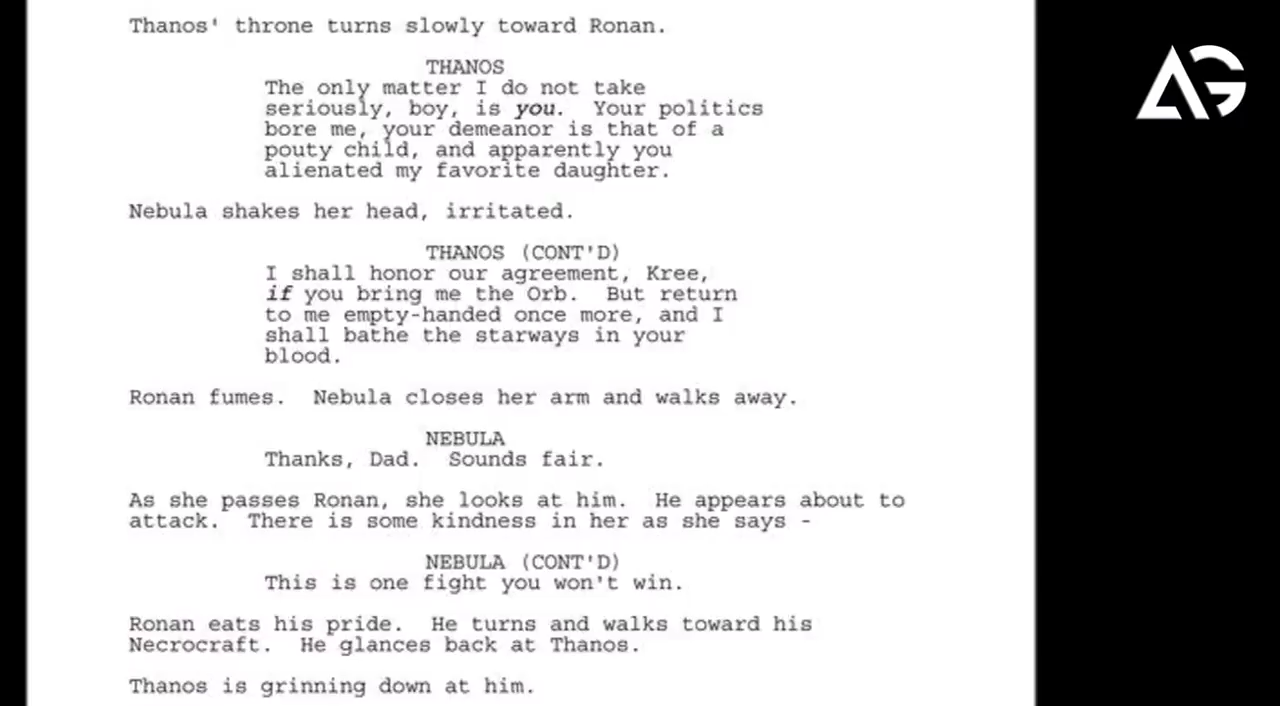 Thanos' throne turns slowly toward Ronan.
THANOS
The only matter I do not take
seriously, boy, is you. Your politics
bore me, your demeanor is that of a
pouty child, and apparently you
alienated my favorite daughter.
Nebula shakes her head, irritated.
THANOS (CONT'D)
I shall honor our agreement, Kree,
if you bring me the Orb. But return
to me empty-handed once more, and I
shall bathe the starways in your
blood.
Ronan fumes. Nebula closes her arm and walks away.
NEBULA
Thanks, Dad. Sounds fair.
As she passes Ronan, she looks at him. He appears about to
attack. There is some kindness in her as she says -
NEBULA (CONT'D)
This is one fight you won't win.
Ronan eats his pride. He turns and walks toward his
Necrocraft. He glances back at Thanos.
Thanos is grinning down at him.
AG